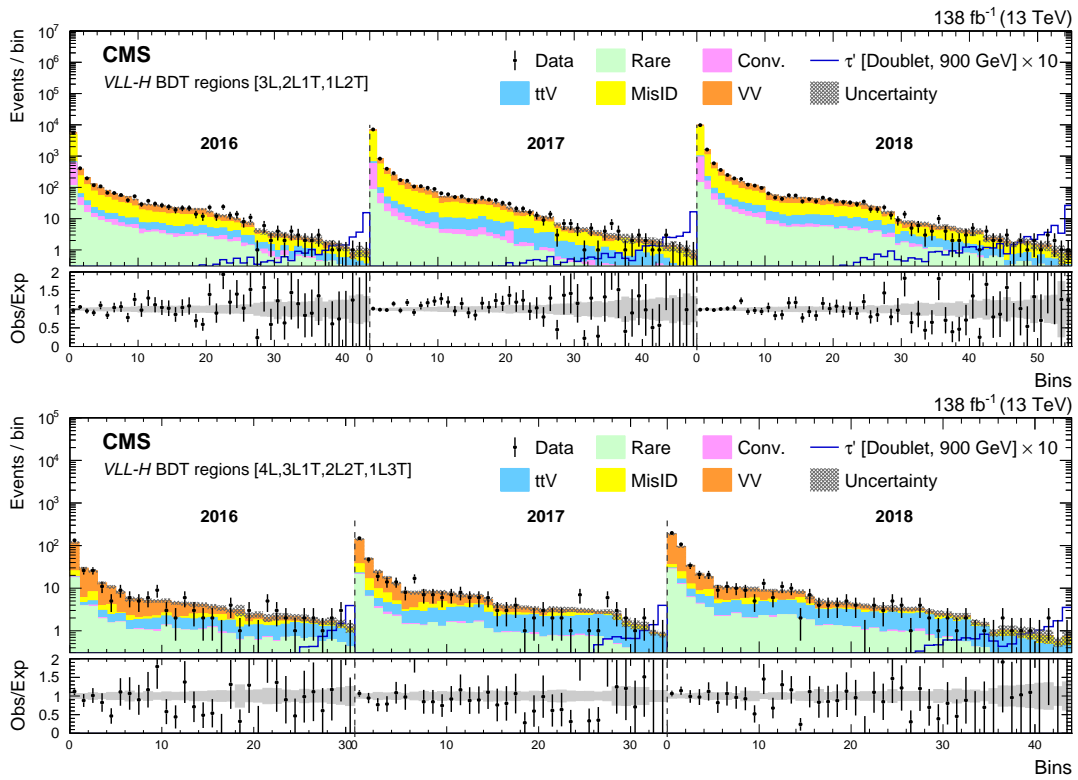 138 fb⁻¹ (13 TeV)
Events / bin
10⁷
10⁶
10⁵
10⁴
10³
10²
10
1
CMS
VLL-H BDT regions [3L,2L1T,1L2T]
Data
Rare
Conv.
τ' [Doublet, 900 GeV] × 10
ttV
MisID
VV
Uncertainty
2016
2017
2018
Obs/Exp
2
1.5
1
0.5
0
0 10 20 30 40
0 10 20 30 40
0 10 20 30 40 50
Bins
138 fb⁻¹ (13 TeV)
Events / bin
10⁵
10⁴
10³
10²
10
1
CMS
VLL-H BDT regions [4L,3L1T,2L2T,1L3T]
Data
Rare
Conv.
τ' [Doublet, 900 GeV] × 10
ttV
MisID
VV
Uncertainty
2016
2017
2018
Obs/Exp
2
1.5
1
0.5
0
0 10 20 30
0 10 20 30
0 10 20 30 40
Bins